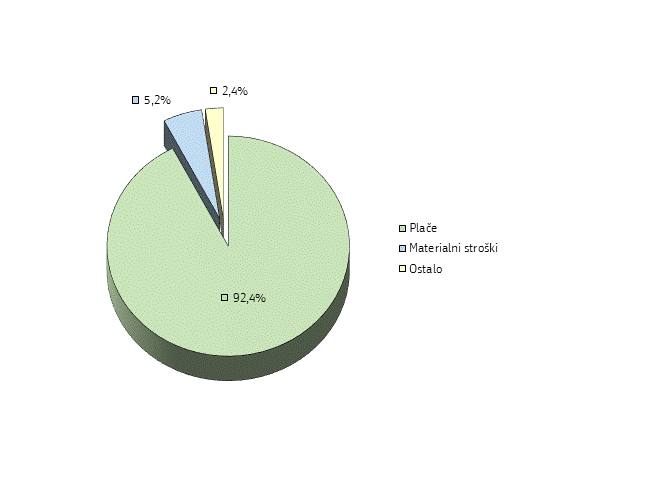 2,4%
5,2%
Plače
Materialni stroški
Ostalo
92,4%